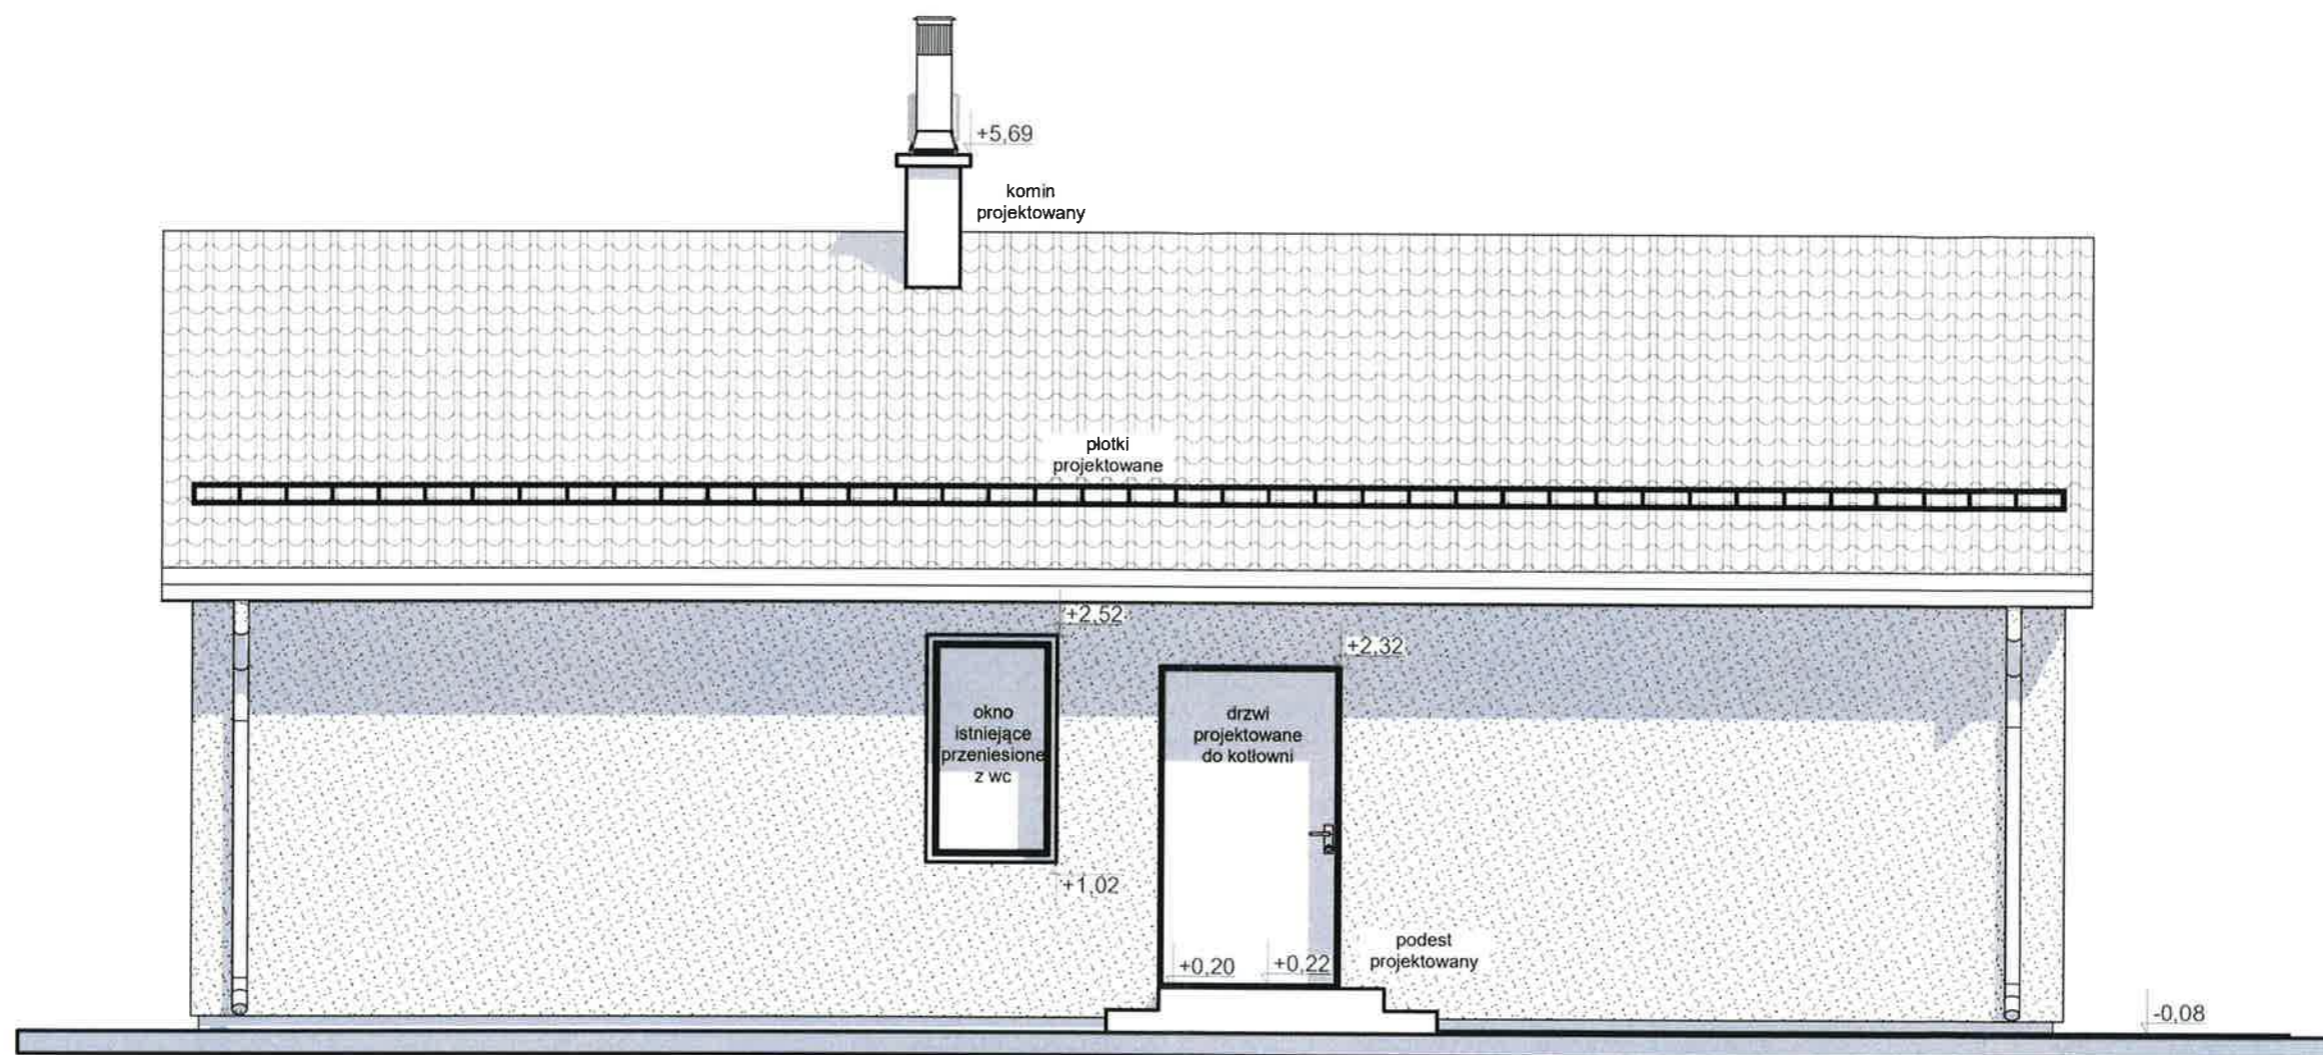 +5,69
komin
projektowany
płotki
projektowane
+2,52
+2,32
okno
istniejące
przeniesione
z wc
drzwi
projektowane
do kotłowni
+1,02
podest
projektowany
+0,20
+0,22
-0,08